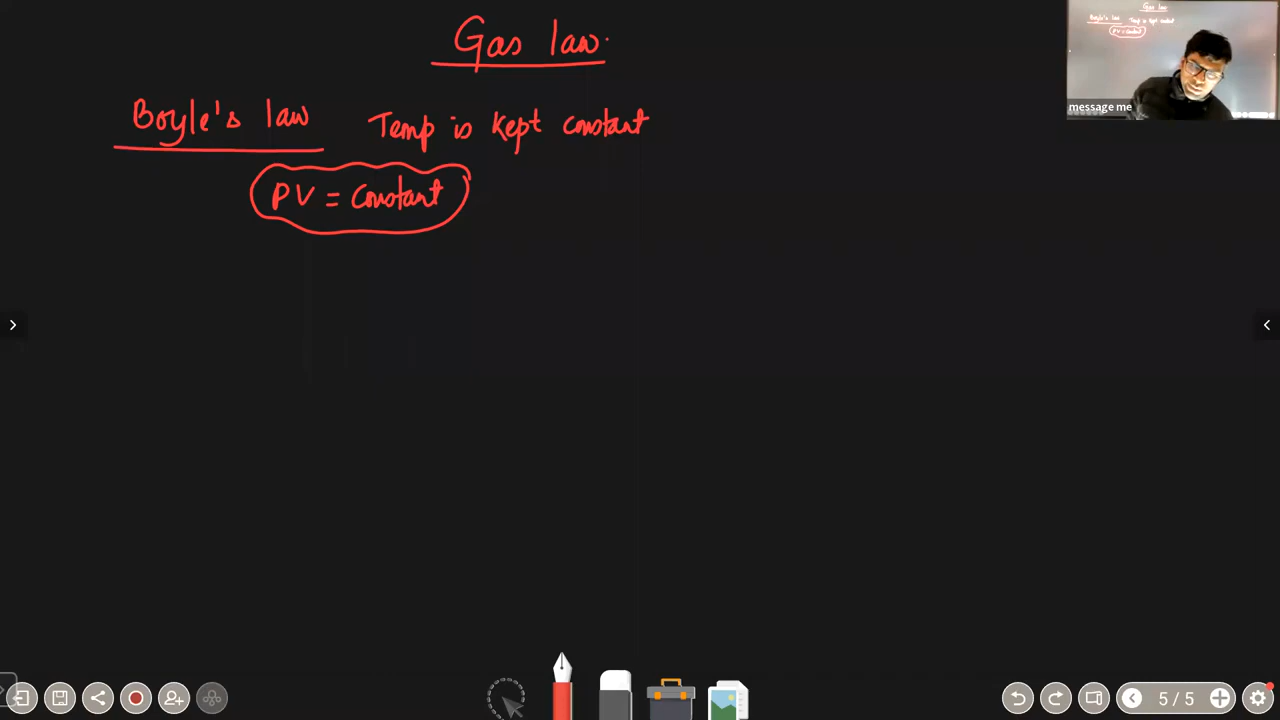 Gas law.
Boyle's law Temp is kept constant
PV = Constant
message me
5/5